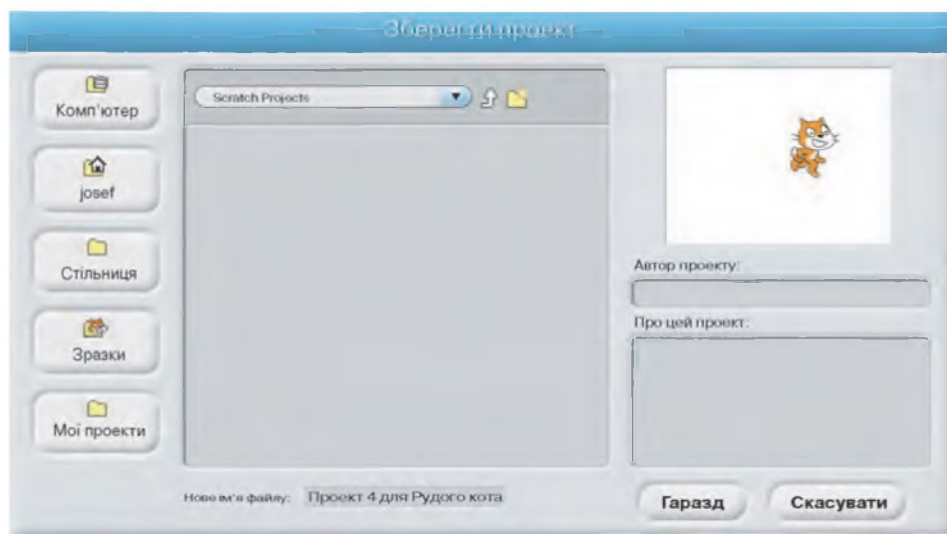 Зберегти проект
Комп'ютер
josef
Стільниця
Зразки
Мої проекти
Scratch Projects
Автор проекту:
Про цей проект:
Нове ім'я файлу: Проект 4 для Рудого кота
Гаразд
Скасувати